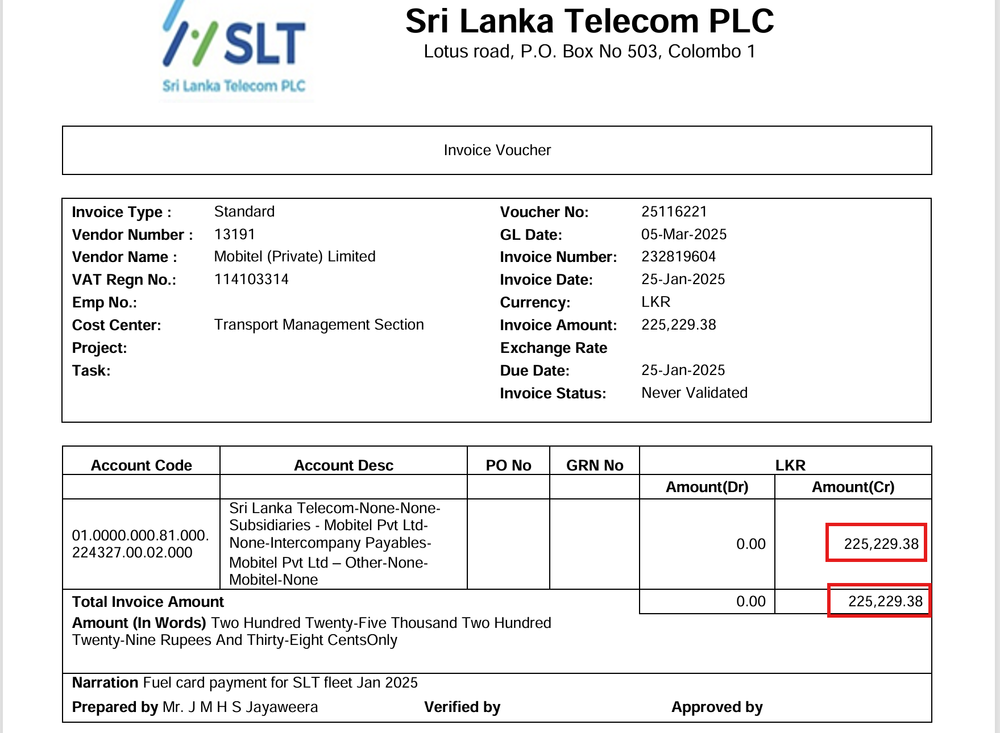 SLT
Sri Lanka Telecom PLC
Sri Lanka Telecom PLC
Lotus road, P.O. Box No 503, Colombo 1
Invoice Voucher
Invoice Type : Standard
Vendor Number : 13191
Vendor Name : Mobitel (Private) Limited
VAT Regn No.: 114103314
Emp No.:
Cost Center: Transport Management Section
Project:
Task:
Voucher No: 25116221
GL Date: 05-Mar-2025
Invoice Number: 232819604
Invoice Date: 25-Jan-2025
Currency: LKR
Invoice Amount: 225,229.38
Exchange Rate
Due Date: 25-Jan-2025
Invoice Status: Never Validated
Account Code Account Desc PO No GRN No LKR
Amount(Dr) Amount(Cr)
01.0000.000.81.000.
224327.00.02.000
Sri Lanka Telecom-None-None-
Subsidiaries - Mobitel Pvt Ltd-
None-Intercompany Payables-
Mobitel Pvt Ltd – Other-None-
Mobitel-None
0.00 225,229.38
Total Invoice Amount 0.00 225,229.38
Amount (In Words) Two Hundred Twenty-Five Thousand Two Hundred
Twenty-Nine Rupees And Thirty-Eight CentsOnly
Narration Fuel card payment for SLT fleet Jan 2025
Prepared by Mr. J M H S Jayaweera Verified by Approved by